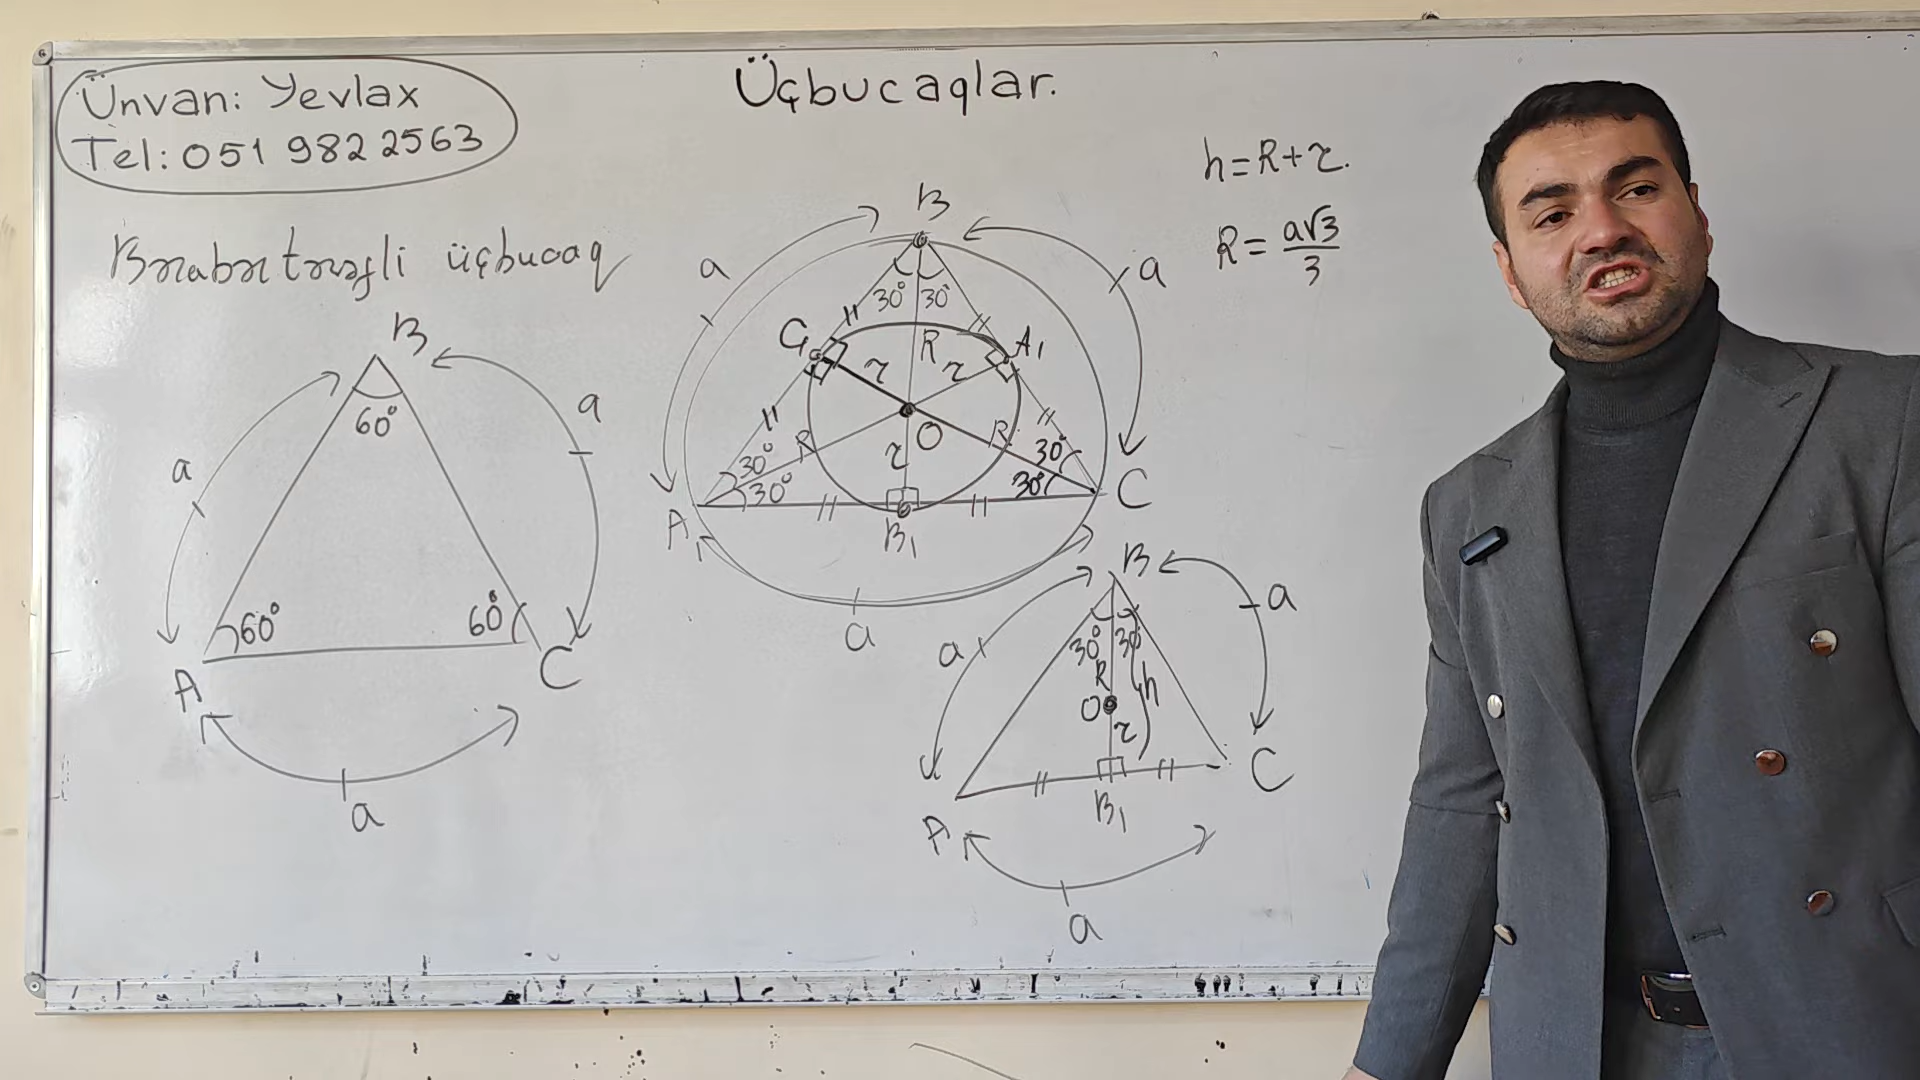 Ünvan: Yevlax
Tel: 051 982 2563
Üçbucaqlar.
Bərabərtərəfli üçbucaq
h=R+r.
R = a√3/3
B
60°
a
a
60°
60°
A
C
a
B
a
a
30° 30°
C₁
R
A₁
r
r
O
R
R
r
30°
30°
30°
30°
A
B₁
C
a
B
a
a
30° 30°
R
h
O
r
C
B₁
A
a